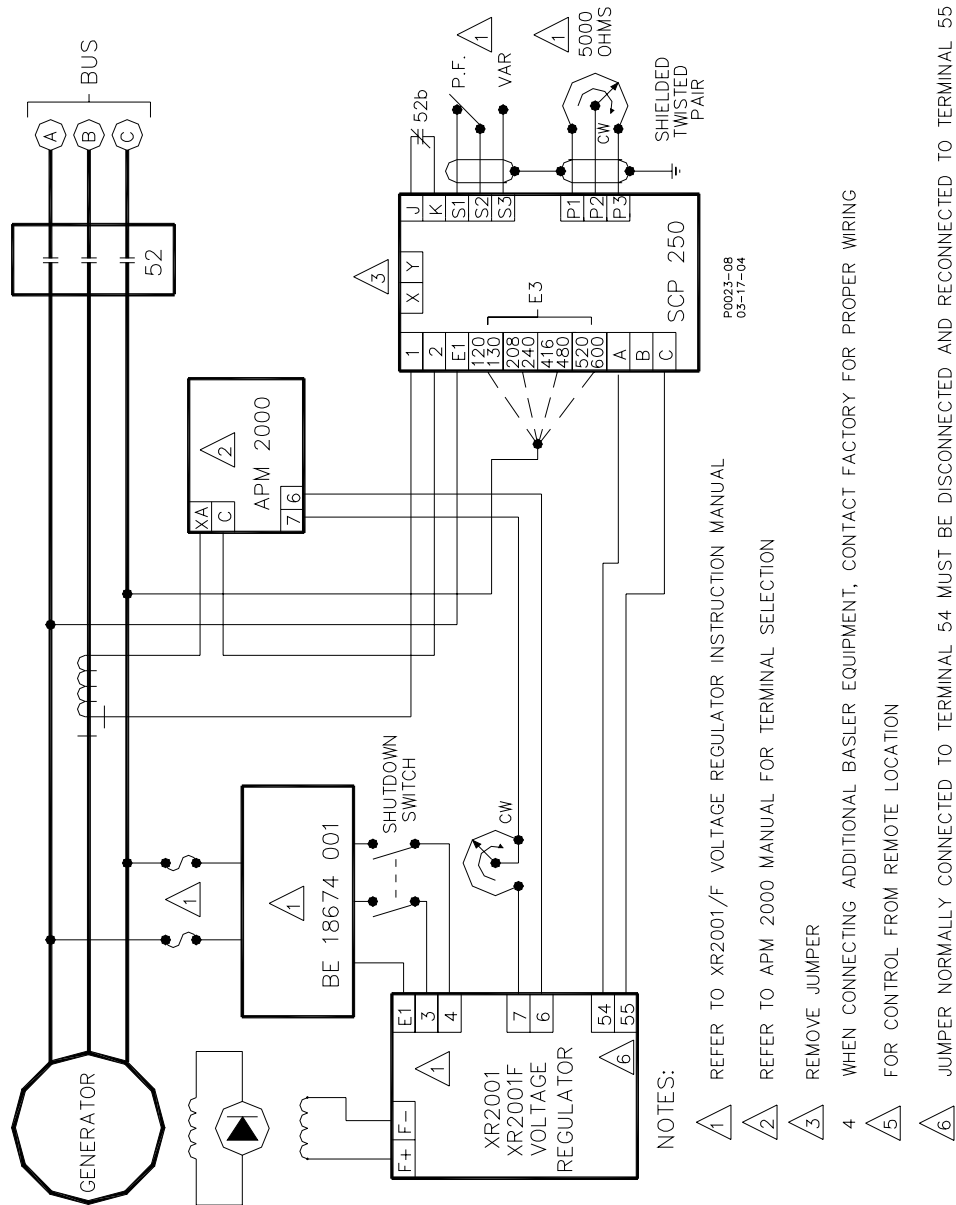 BUS
A
B
C
52
GENERATOR
1
BE 18674 001
1
SHUTDOWN
SWITCH
CW
F+
F-
XR2001
XR2001F
VOLTAGE
REGULATOR
1
6
E1
3
4
7
6
54
55
APM 2000
2
XA
C
7
6
3
X
Y
1
2
E1
120
130
208
240
416
480
520
600
A
B
C
E3
SCP 250
J
K
S1
S2
S3
P1
P2
P3
52b
P.F.
1
VAR
1
5000
OHMS
CW
SHIELDED
TWISTED
PAIR
P0023-08
03-17-04
NOTES:
1 REFER TO XR2001/F VOLTAGE REGULATOR INSTRUCTION MANUAL
2 REFER TO APM 2000 MANUAL FOR TERMINAL SELECTION
3 REMOVE JUMPER
4 WHEN CONNECTING ADDITIONAL BASLER EQUIPMENT, CONTACT FACTORY FOR PROPER WIRING
5 FOR CONTROL FROM REMOTE LOCATION
6 JUMPER NORMALLY CONNECTED TO TERMINAL 54 MUST BE DISCONNECTED AND RECONNECTED TO TERMINAL 55